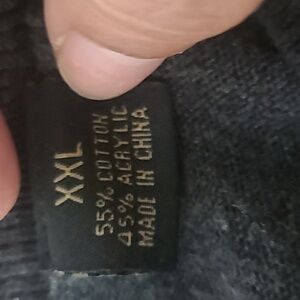 XXL
55% COTTON
45% ACRYLIC
MADE IN CHINA